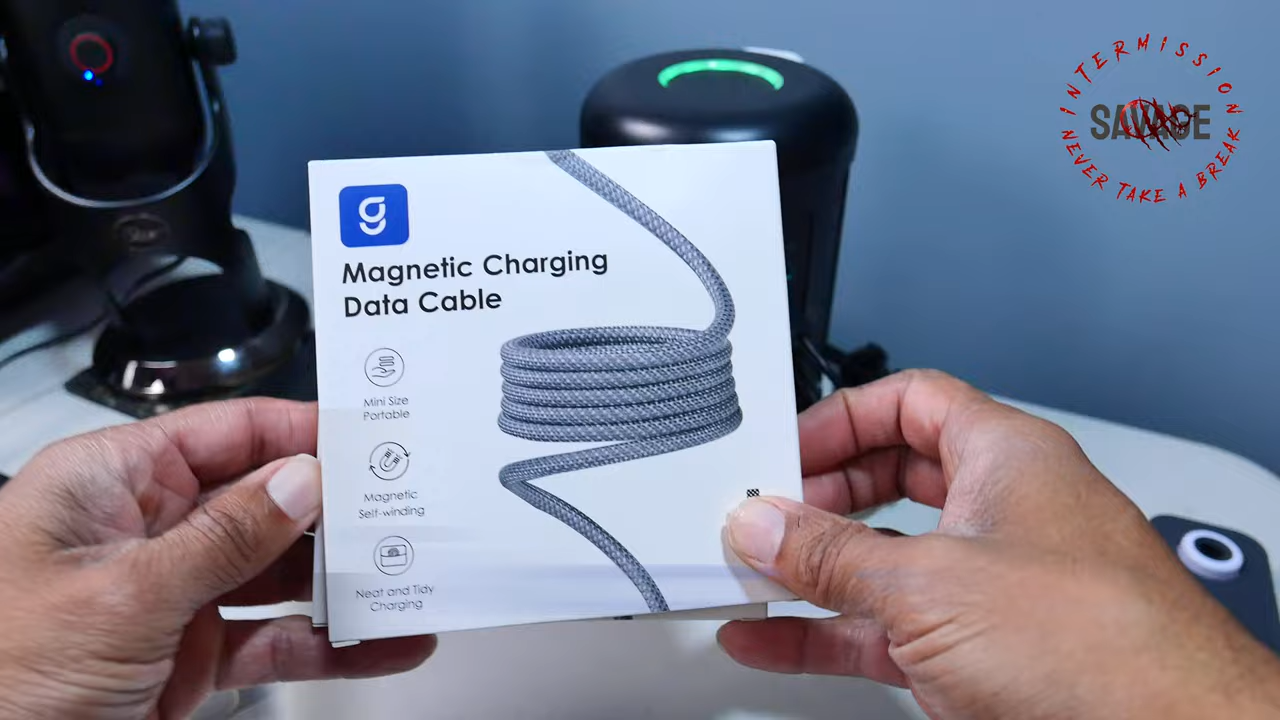 g
Magnetic Charging
Data Cable
Mini Size
Portable
Magnetic
Self-winding
Neat and Tidy
Charging
INTERMISSION
SAVAGE
NEVER TAKE A BREAK